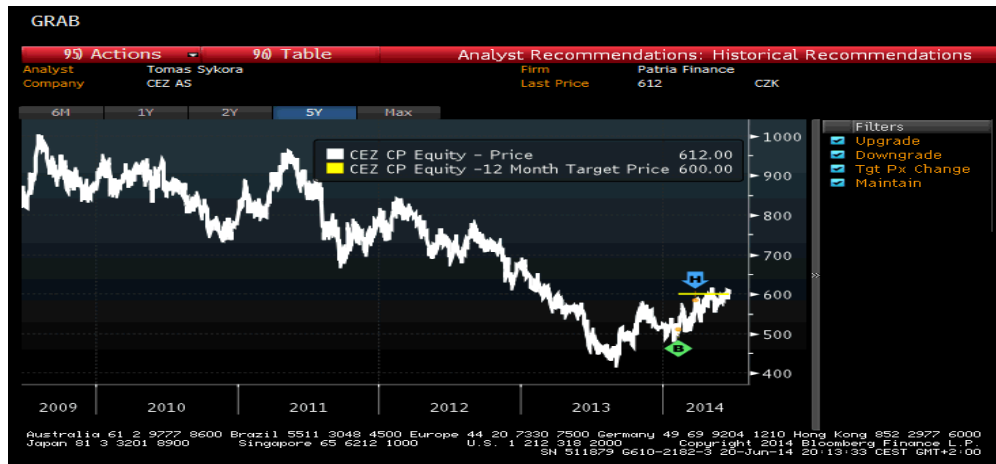 GRAB
95) Actions 96) Table Analyst Recommendations: Historical Recommendations
Analyst Tomas Sykora Firm Patria Finance
Company CEZ AS Last Price 612 CZK
6M 1Y 2Y 5Y Max
Filters
Upgrade
Downgrade
Tgt Px Change
Maintain
CEZ CP Equity - Price 612.00
CEZ CP Equity -12 Month Target Price 600.00
1000
900
800
700
600
500
400
H
B
2009 2010 2011 2012 2013 2014
Australia 61 2 9777 8600 Brazil 5511 3048 4500 Europe 44 20 7330 7500 Germany 49 69 9204 1210 Hong Kong 852 2977 6000
Japan 81 3 3201 8900 Singapore 65 6212 1000 U.S. 1 212 318 2000 Copyright 2014 Bloomberg Finance L.P.
SN 511879 G610-2182-3 20-Jun-14 20:13:33 CEST GMT+2:00